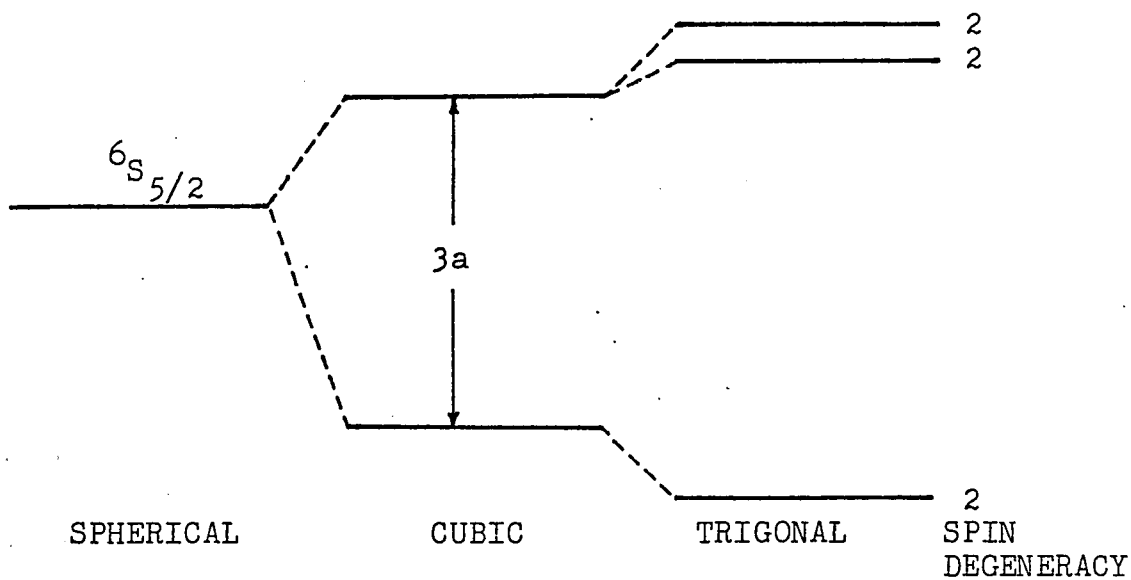 2
2
6S5/2
3a
2
SPHERICAL CUBIC TRIGONAL SPIN
DEGENERACY